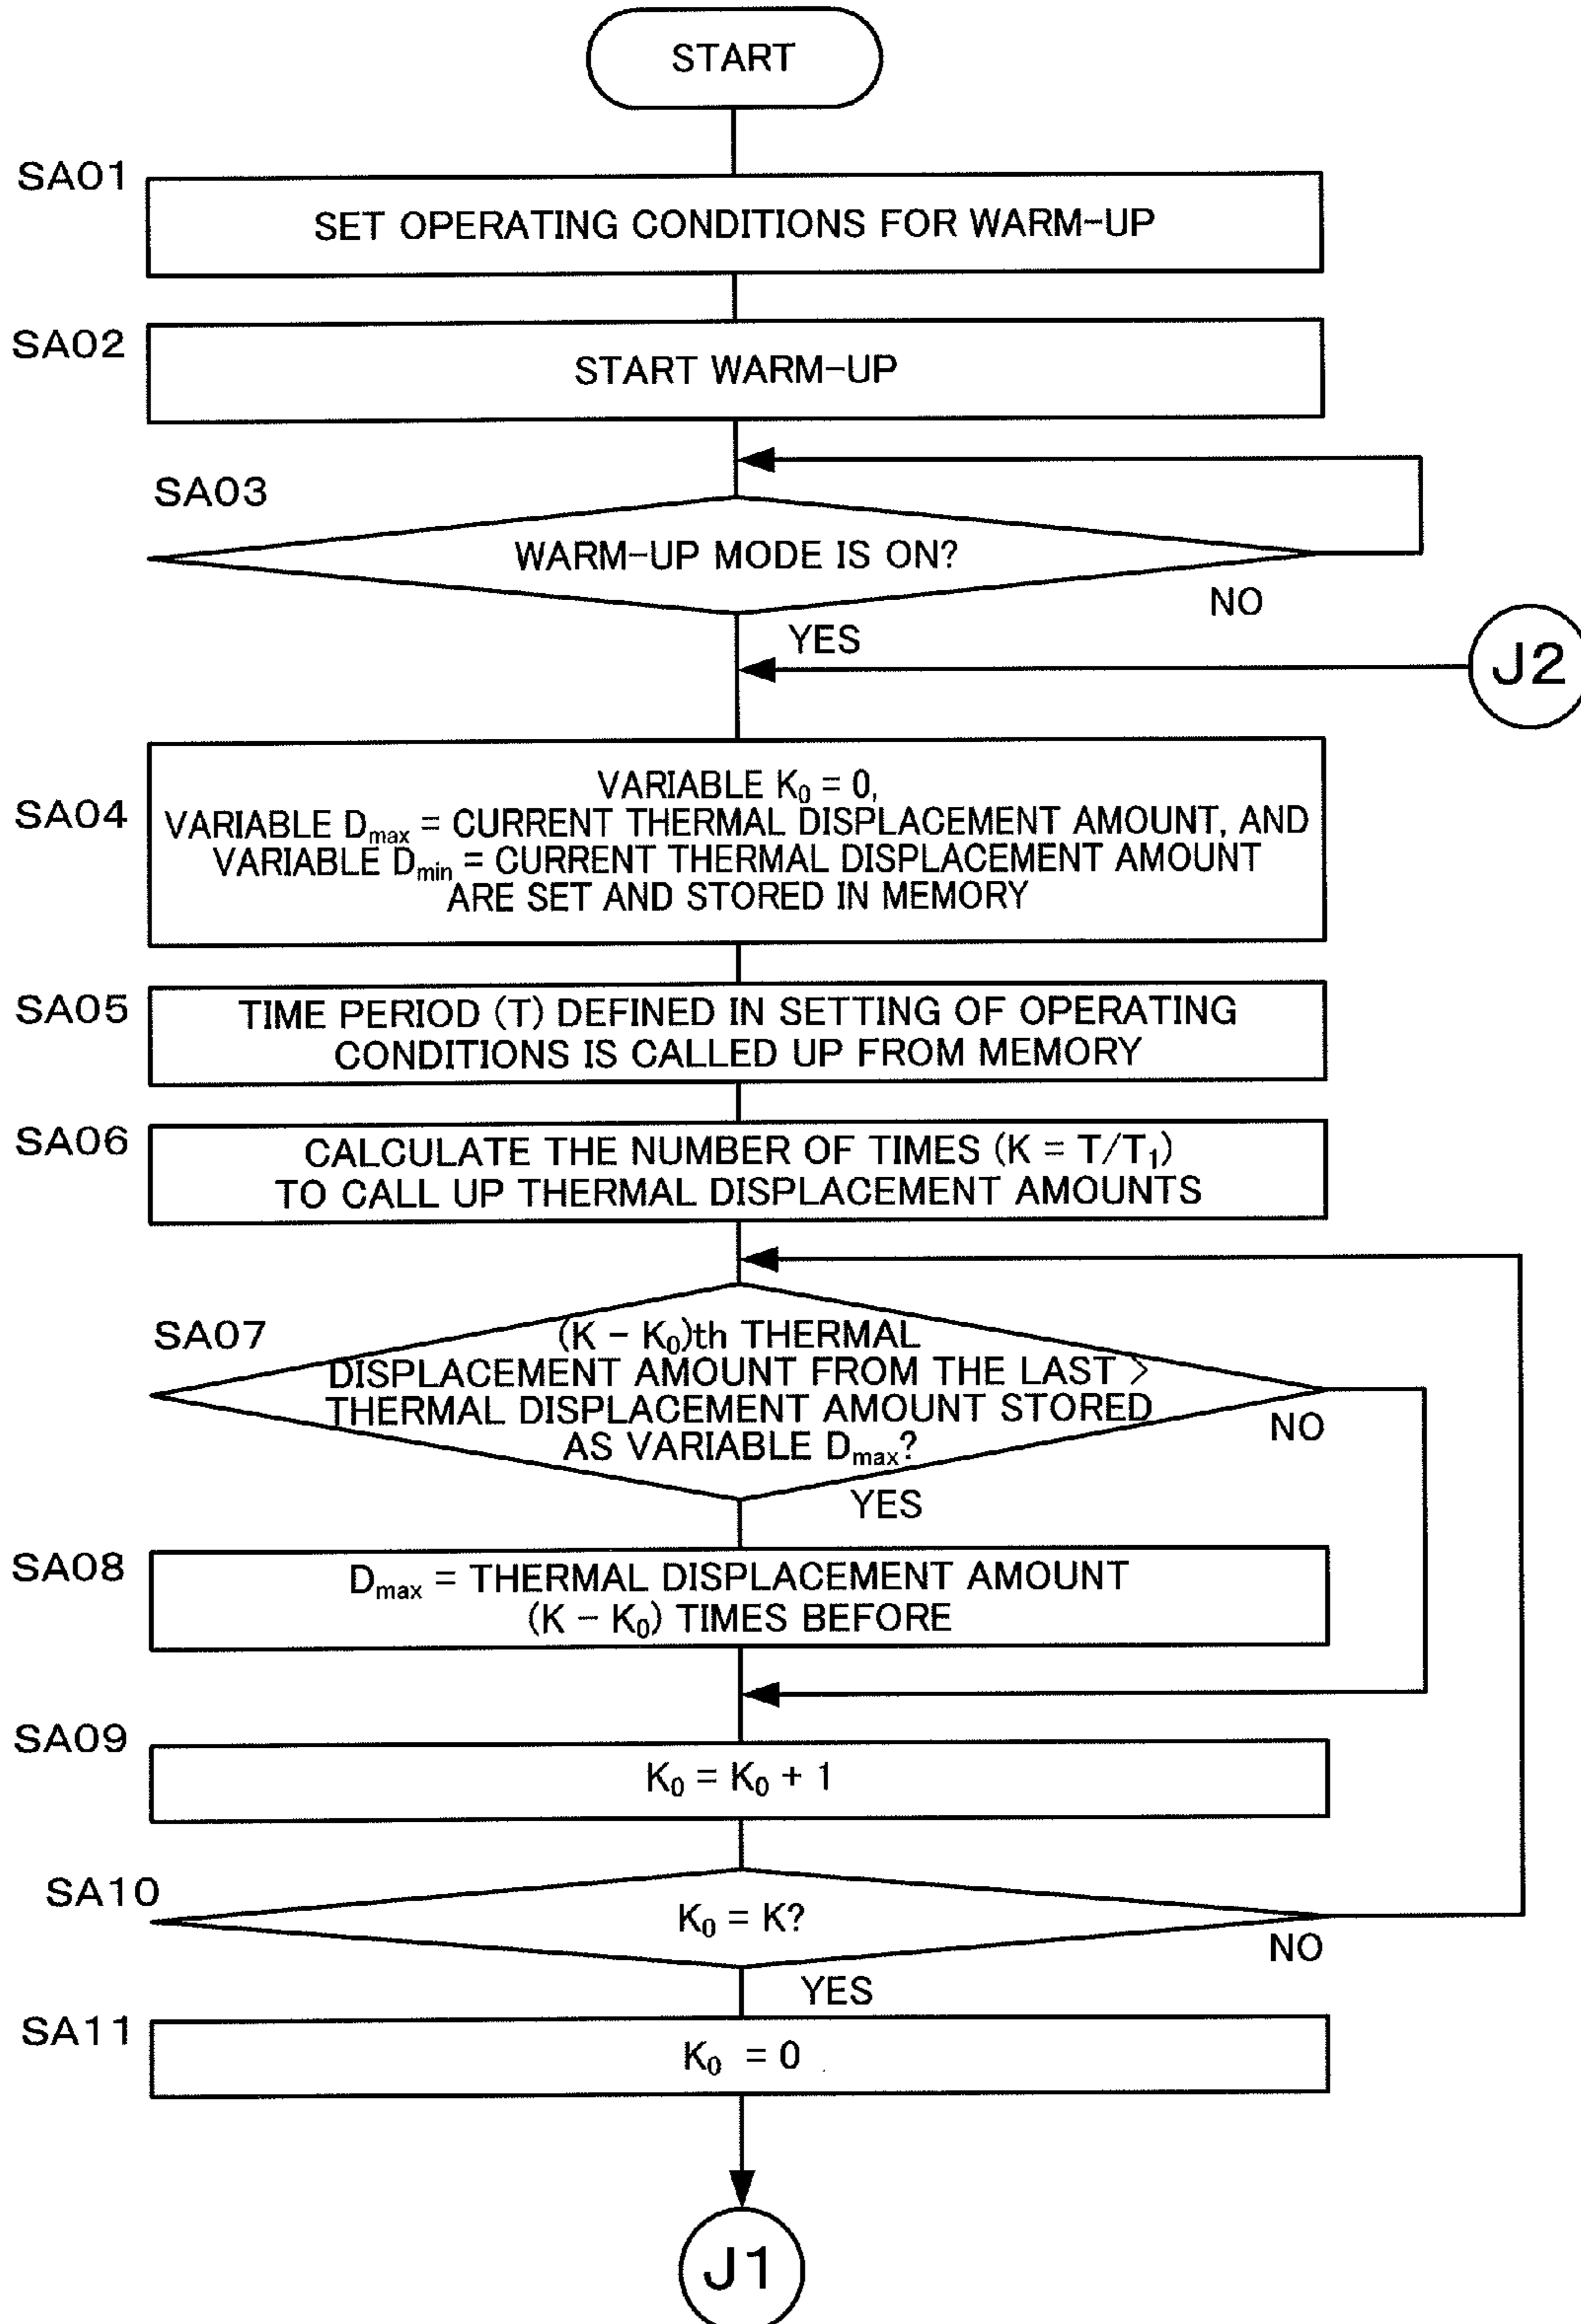 START
SA01
SET OPERATING CONDITIONS FOR WARM-UP
SA02
START WARM-UP
SA03
WARM-UP MODE IS ON?
NO
YES
J2
SA04
VARIABLE K₀ = 0,
VARIABLE Dmax = CURRENT THERMAL DISPLACEMENT AMOUNT, AND
VARIABLE Dmin = CURRENT THERMAL DISPLACEMENT AMOUNT
ARE SET AND STORED IN MEMORY
SA05
TIME PERIOD (T) DEFINED IN SETTING OF OPERATING
CONDITIONS IS CALLED UP FROM MEMORY
SA06
CALCULATE THE NUMBER OF TIMES (K = T/T₁)
TO CALL UP THERMAL DISPLACEMENT AMOUNTS
SA07
(K − K₀)th THERMAL
DISPLACEMENT AMOUNT FROM THE LAST >
THERMAL DISPLACEMENT AMOUNT STORED
AS VARIABLE Dmax?
NO
YES
SA08
Dmax = THERMAL DISPLACEMENT AMOUNT
(K − K₀) TIMES BEFORE
SA09
K₀ = K₀ + 1
SA10
K₀ = K?
NO
YES
SA11
K₀ = 0
J1